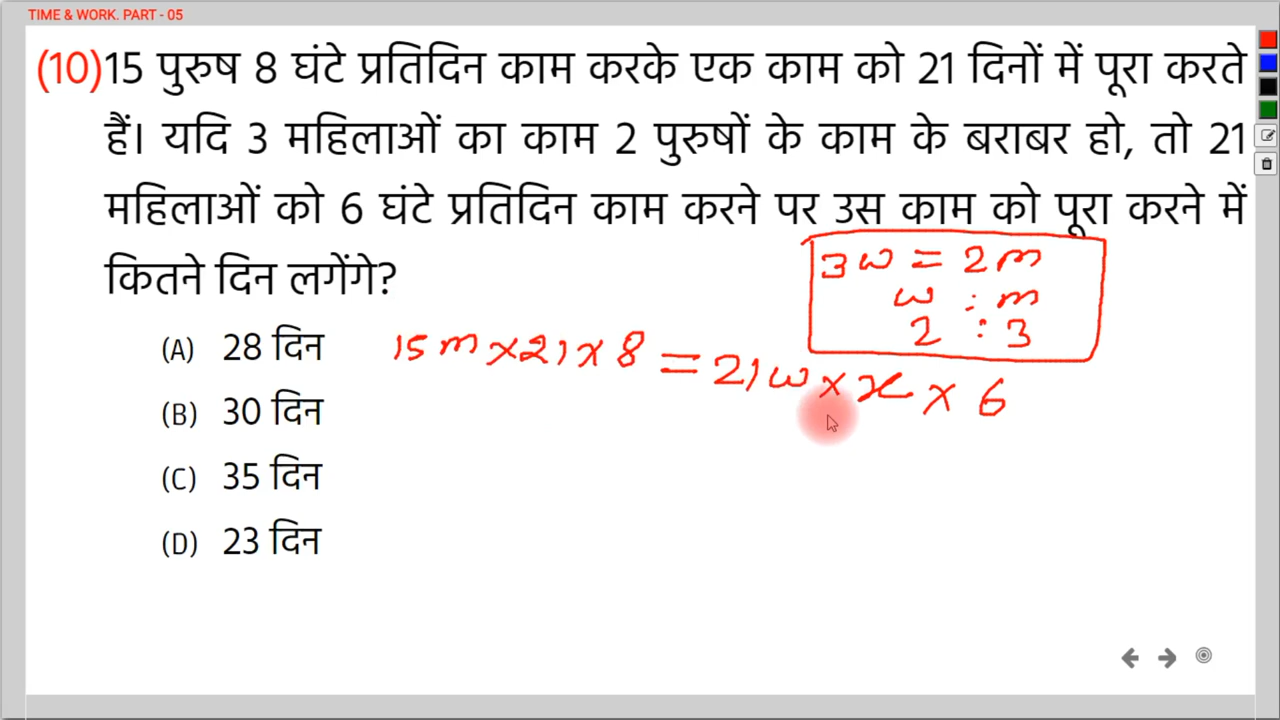 TIME & WORK. PART - 05
(10) 15 पुरुष 8 घंटे प्रतिदिन काम करके एक काम को 21 दिनों में पूरा करते
हैं। यदि 3 महिलाओं का काम 2 पुरुषों के काम के बराबर हो, तो 21
महिलाओं को 6 घंटे प्रतिदिन काम करने पर उस काम को पूरा करने में
कितने दिन लगेंगे?
3w = 2m
w : m
2 : 3
(A) 28 दिन
15m×21×8 = 21w×x×6
(B) 30 दिन
(C) 35 दिन
(D) 23 दिन